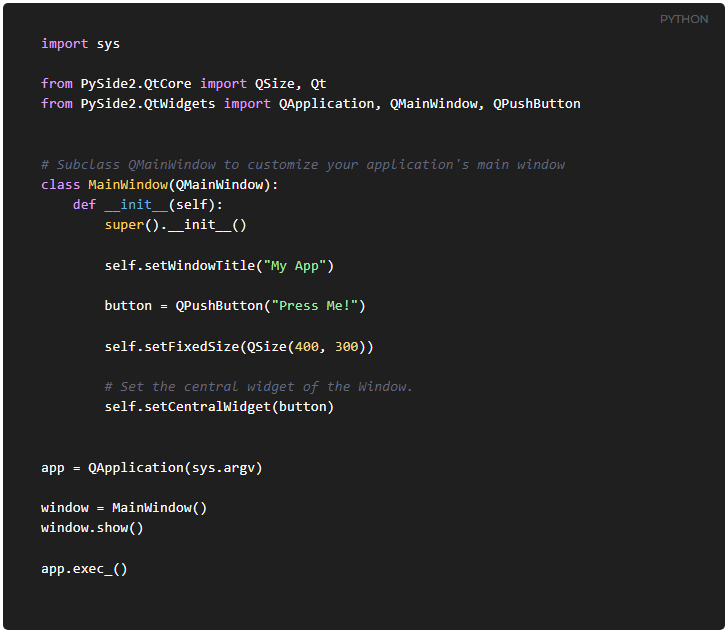 PYTHON
import sys
from PySide2.QtCore import QSize, Qt
from PySide2.QtWidgets import QApplication, QMainWindow, QPushButton
# Subclass QMainWindow to customize your application's main window
class MainWindow(QMainWindow):
    def __init__(self):
        super().__init__()
        self.setWindowTitle("My App")
        button = QPushButton("Press Me!")
        self.setFixedSize(QSize(400, 300))
        # Set the central widget of the Window.
        self.setCentralWidget(button)
app = QApplication(sys.argv)
window = MainWindow()
window.show()
app.exec_()